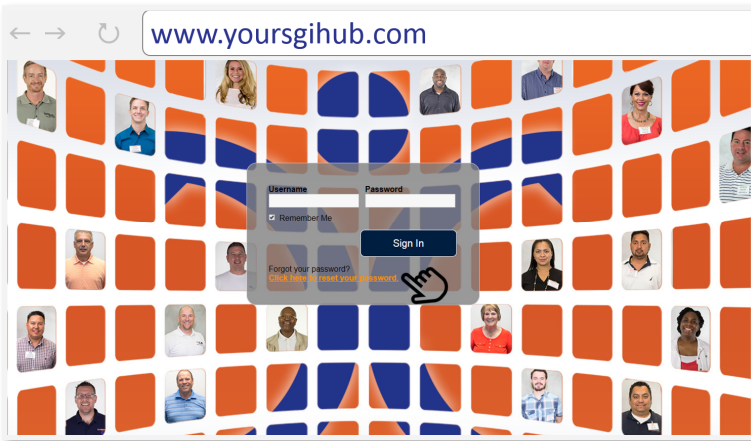 www.yoursgihub.com
Username Password
Remember Me
Sign In
Forgot your password?
Click here to reset your password.